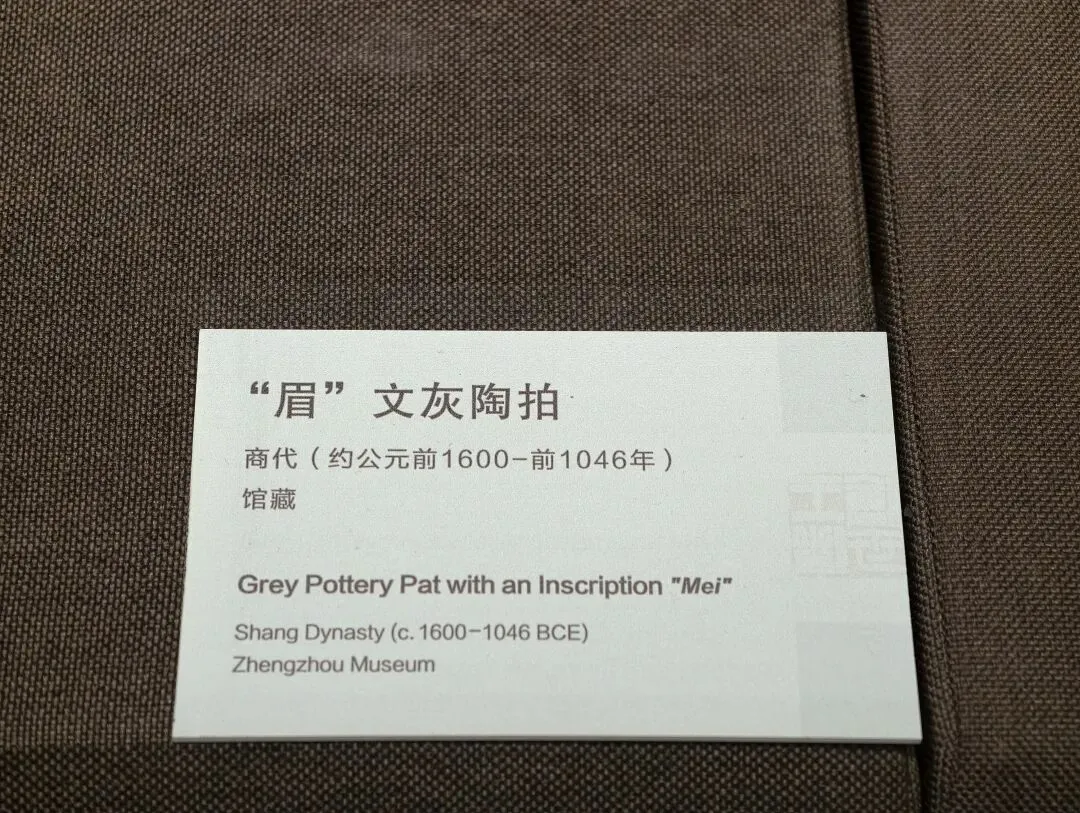 “眉”文灰陶拍
商代（约公元前1600-前1046年）
馆藏
Grey Pottery Pat with an Inscription "Mei"
Shang Dynasty (c. 1600-1046 BCE)
Zhengzhou Museum